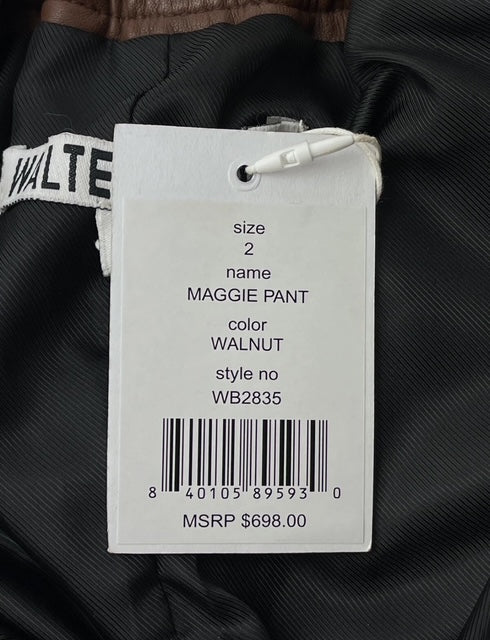 WALTE
size
2
name
MAGGIE PANT
color
WALNUT
style no
WB2835
8 40105 89593 0
MSRP $698.00